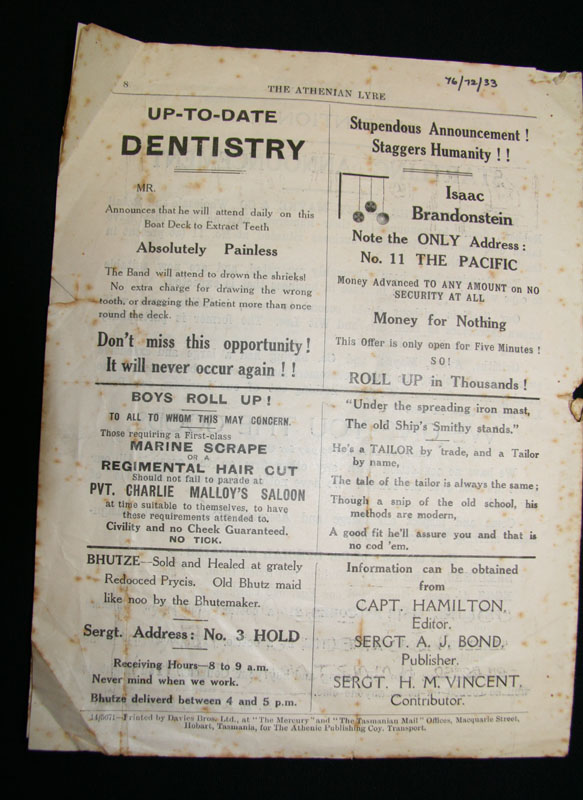 8
THE ATHENIAN LYRE
76/72/33
UP-TO-DATE
DENTISTRY
MR.
Announces that he will attend daily on this
Boat Deck to Extract Teeth
Absolutely Painless
The Band will attend to drown the shrieks!
No extra charge for drawing the wrong
tooth, or dragging the Patient more than once
round the deck.
Don't miss this opportunity!
It will never occur again!!
Stupendous Announcement!
Staggers Humanity!!
Isaac
Brandonstein
Note the ONLY Address:
No. 11 THE PACIFIC
Money Advanced TO ANY AMOUNT on NO
SECURITY AT ALL
Money for Nothing
This Offer is only open for Five Minutes!
SO!
ROLL UP in Thousands!
BOYS ROLL UP!
TO ALL TO WHOM THIS MAY CONCERN.
Those requiring a First-class
MARINE SCRAPE
OR A
REGIMENTAL HAIR CUT
Should not fail to parade at
PVT. CHARLIE MALLOY'S SALOON
at time suitable to themselves, to have
these requirements attended to.
Civility and no Cheek Guaranteed.
NO TICK.
"Under the spreading iron mast,
The old Ship's Smithy stands."
He's a TAILOR by trade, and a Tailor
by name,
The tale of the tailor is always the same;
Though a snip of the old school, his
methods are modern,
A good fit he'll assure you and that is
no cod 'em.
BHUTZE—Sold and Healed at grately
Redooced Prycis. Old Bhutz maid
like noo by the Bhutemaker.
Sergt. Address: No. 3 HOLD
Receiving Hours—8 to 9 a.m.
Never mind when we work.
Bhutze deliverd between 4 and 5 p.m.
Information can be obtained
from
CAPT. HAMILTON,
Editor.
SERGT. A. J. BOND,
Publisher.
SERGT. H. M. VINCENT,
Contributor.
Printed by Davies Bros. Ltd., at "The Mercury" and "The Tasmanian Mail" Offices, Macquarie Street,
Hobart, Tasmania, for The Athenic Publishing Coy. Transport.